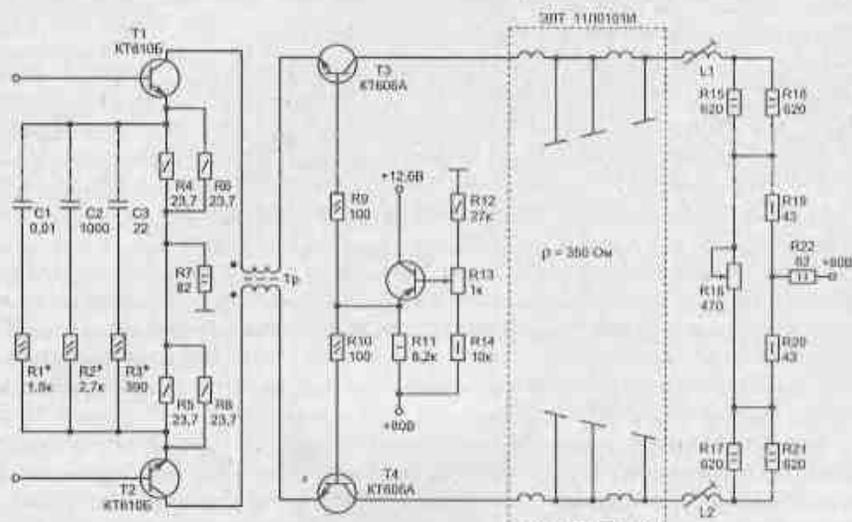 ЭЛТ 11ЛО101И
T1
КТ610Б
T3
КТ606А
L1
R15
620
R18
620
+12,6В
R4
23,7
R6
23,7
R9
100
R12
27к
R19
43
C1
0,01
C2
1000
C3
22
R7
82
Тр
R13
1к
ρ = 350 Ом
R22
62
+80В
R16
470
R1*
1,8к
R2*
2,7к
R3*
390
R10
100
R11
8,2к
R14
10к
R20
43
R5
23,7
R8
23,7
+80В
R17
620
R21
620
T2
КТ610Б
T4
КТ606А
L2